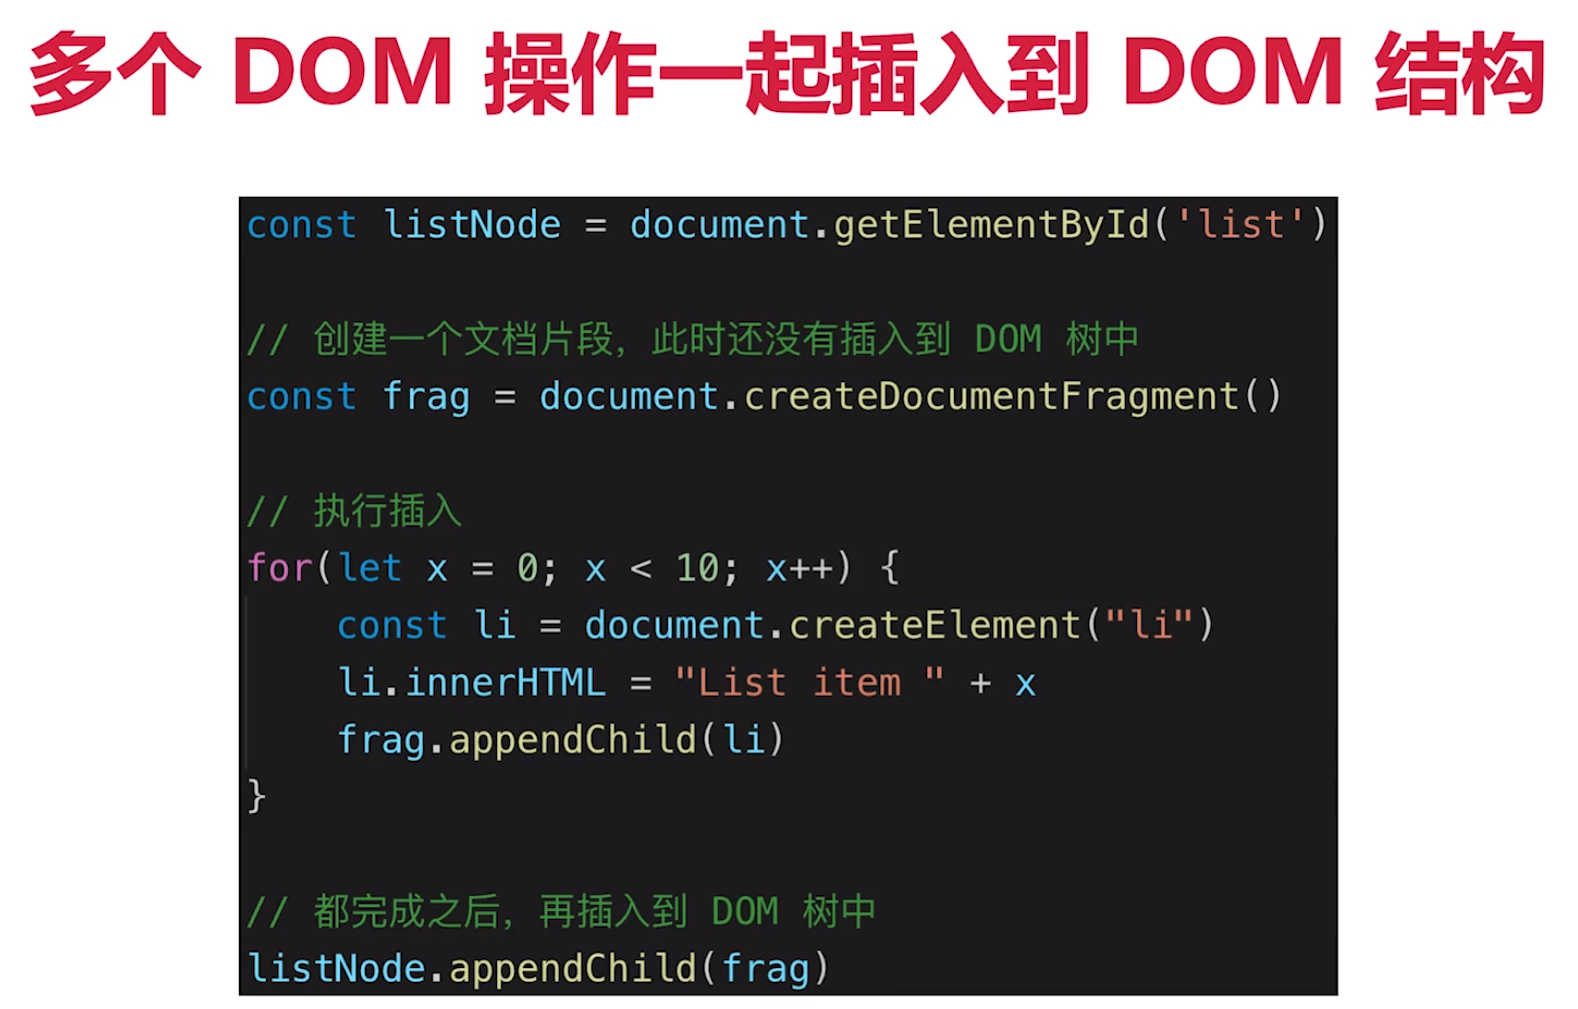 多个 DOM 操作一起插入到 DOM 结构
const listNode = document.getElementById('list')
// 创建一个文档片段，此时还没有插入到 DOM 树中
const frag = document.createDocumentFragment()
// 执行插入
for(let x = 0; x < 10; x++) {
    const li = document.createElement("li")
    li.innerHTML = "List item " + x
    frag.appendChild(li)
}
// 都完成之后，再插入到 DOM 树中
listNode.appendChild(frag)